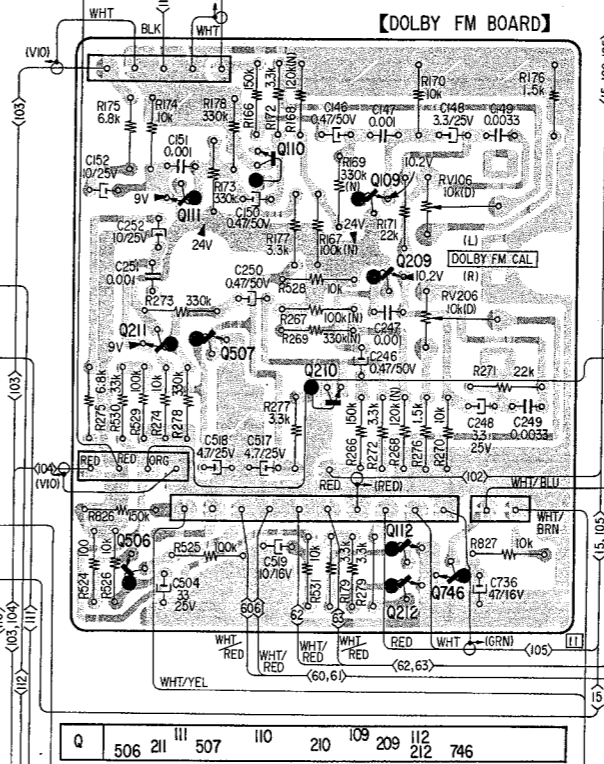 【DOLBY FM BOARD】
WHT
BLK
WHT
(V10)
⟨103⟩
R175
6.8k
R174
10k
R178
330k
R166
150k
R172
3.3k
R168
120k(N)
C146
0.47/50V
C147
0.001
R170
10k
C148
3.3/25V
C149
0.0033
R176
1.5k
C151
0.001
C152
10/25V
Q110
R173
330k
R169
330k
(N)
Q109
10.2V
RV106
10k(D)
9V
Q111
C150
0.47/50V
24V
C252
10/25V
R177
3.3k
R167
100k(N)
24V
R171
22k
(L)
DOLBY FM CAL
(R)
Q209
10.2V
C251
0.001
C250
0.47/50V
R528
10k
R273
330k
R267
100k(N)
R269
330k(N)
C247
0.001
RV206
10k(D)
Q211
9V
Q507
C246
0.47/50V
Q210
R271
22k
R275
6.8k
R530
33k
R529
100k
R274
10k
R278
330k
R277
3.3k
C518
4.7/25V
C517
4.7/25V
R266
150k
R272
3.3k
R268
120k(N)
R276
1.5k
R270
10k
C248
3.3
25V
C249
0.0033
⟨103⟩
⟨104⟩
RED
RED
ORG
(V10)
RED
(RED)
⟨102⟩
WHT/BLU
WHT/
BRN
R826
150k
Q506
R525
100k
R524
100
R526
10k
C504
33
25V
C519
10/16V
R531
10k
R179
3.3k
R279
3.3k
Q112
Q212
Q746
R827
10k
C736
47/16V
⟨15, 105⟩
⟨103, 104⟩
⟨111⟩
⟨112⟩
⟨606⟩
⟨62⟩
⟨63⟩
WHT
RED
WHT/
RED
WHT/
RED
WHT
RED
RED
WHT
(GRN)
⟨105⟩
[1]
⟨62, 63⟩
⟨60,61⟩
WHT/YEL
15
Q 506 211 111 507 110 210 109 209 112 212 746